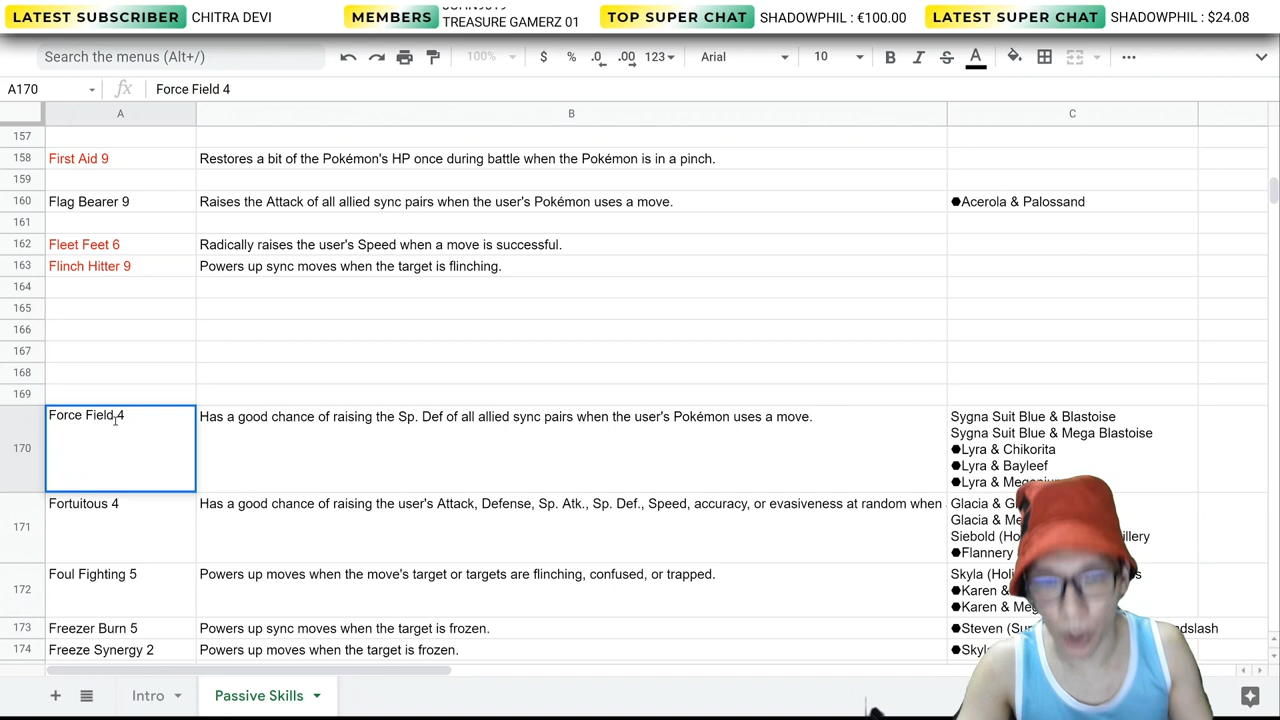 LATEST SUBSCRIBER CHITRA DEVI
MEMBERS
TREASURE GAMERZ 01
TOP SUPER CHAT SHADOWPHIL : €100.00
LATEST SUPER CHAT SHADOWPHIL : $24.08
Search the menus (Alt+/)
100% $ % .0 .00 123 Arial 10 B I S A
A170 fx Force Field 4
A B C
157
158 First Aid 9 Restores a bit of the Pokémon's HP once during battle when the Pokémon is in a pinch.
159
160 Flag Bearer 9 Raises the Attack of all allied sync pairs when the user's Pokémon uses a move. ●Acerola & Palossand
161
162 Fleet Feet 6 Radically raises the user's Speed when a move is successful.
163 Flinch Hitter 9 Powers up sync moves when the target is flinching.
164
165
166
167
168
169
170 Force Field 4 Has a good chance of raising the Sp. Def of all allied sync pairs when the user's Pokémon uses a move. Sygna Suit Blue & Blastoise
Sygna Suit Blue & Mega Blastoise
●Lyra & Chikorita
●Lyra & Bayleef
●Lyra &
171 Fortuitous 4 Has a good chance of raising the user's Attack, Defense, Sp. Atk., Sp. Def., Speed, accuracy, or evasiveness at random when Glacia &
Glacia &
Siebold
●Flannery
172 Foul Fighting 5 Powers up moves when the move's target or targets are flinching, confused, or trapped. Skyla
●Karen &
●Karen &
173 Freezer Burn 5 Powers up sync moves when the target is frozen. ●Steven
174 Freeze Synergy 2 Powers up moves when the target is frozen.
+ Intro Passive Skills